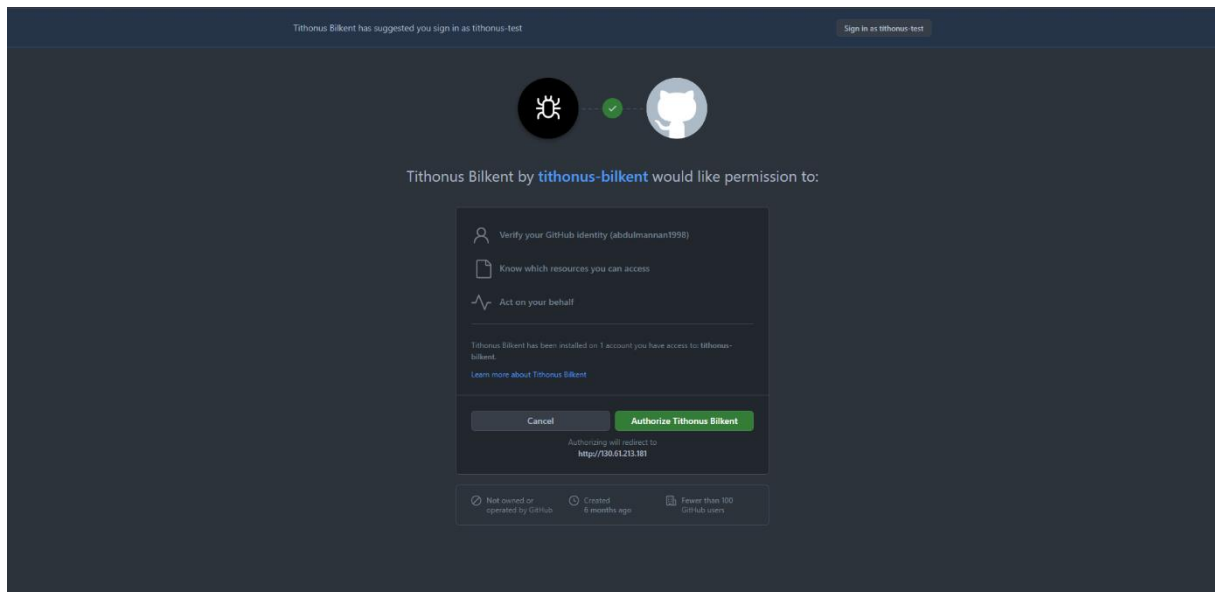 Tithonus Bilkent has suggested you sign in as tithonus-test
Sign in as tithonus-test
Tithonus Bilkent by tithonus-bilkent would like permission to:
Verify your GitHub identity (abdulmannan1998)
Know which resources you can access
Act on your behalf
Tithonus Bilkent has been installed on 1 account you have access to: tithonus-
bilkent.
Learn more about Tithonus Bilkent
Cancel
Authorize Tithonus Bilkent
Authorizing will redirect to
http://130.61.213.181
Not owned or
operated by GitHub
Created
6 months ago
Fewer than 100
GitHub users